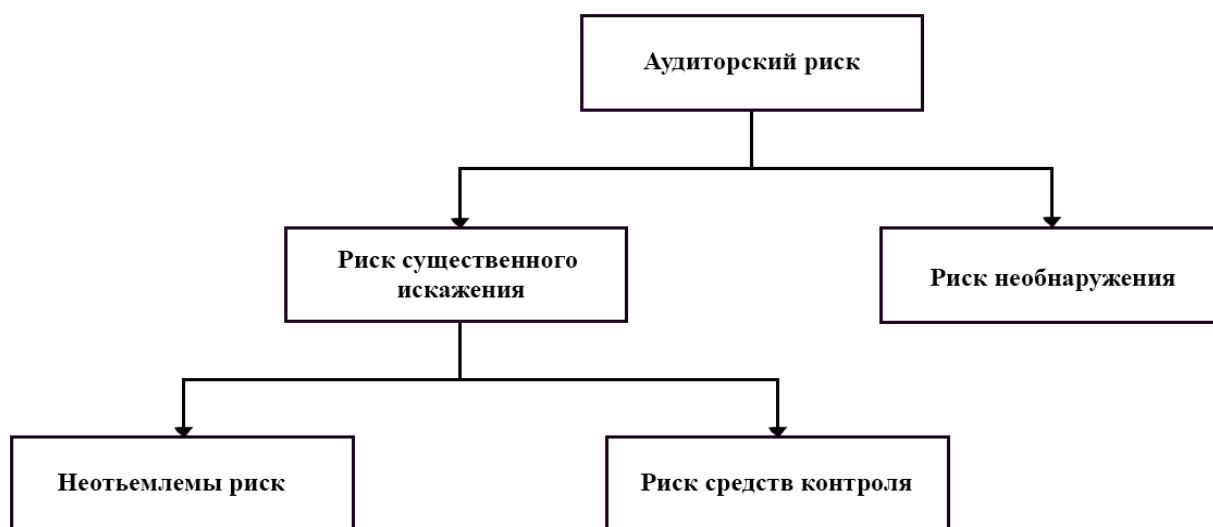 Аудиторский риск
Риск существенного
искажения
Риск необнаружения
Неотьемлемы риск
Риск средств контроля